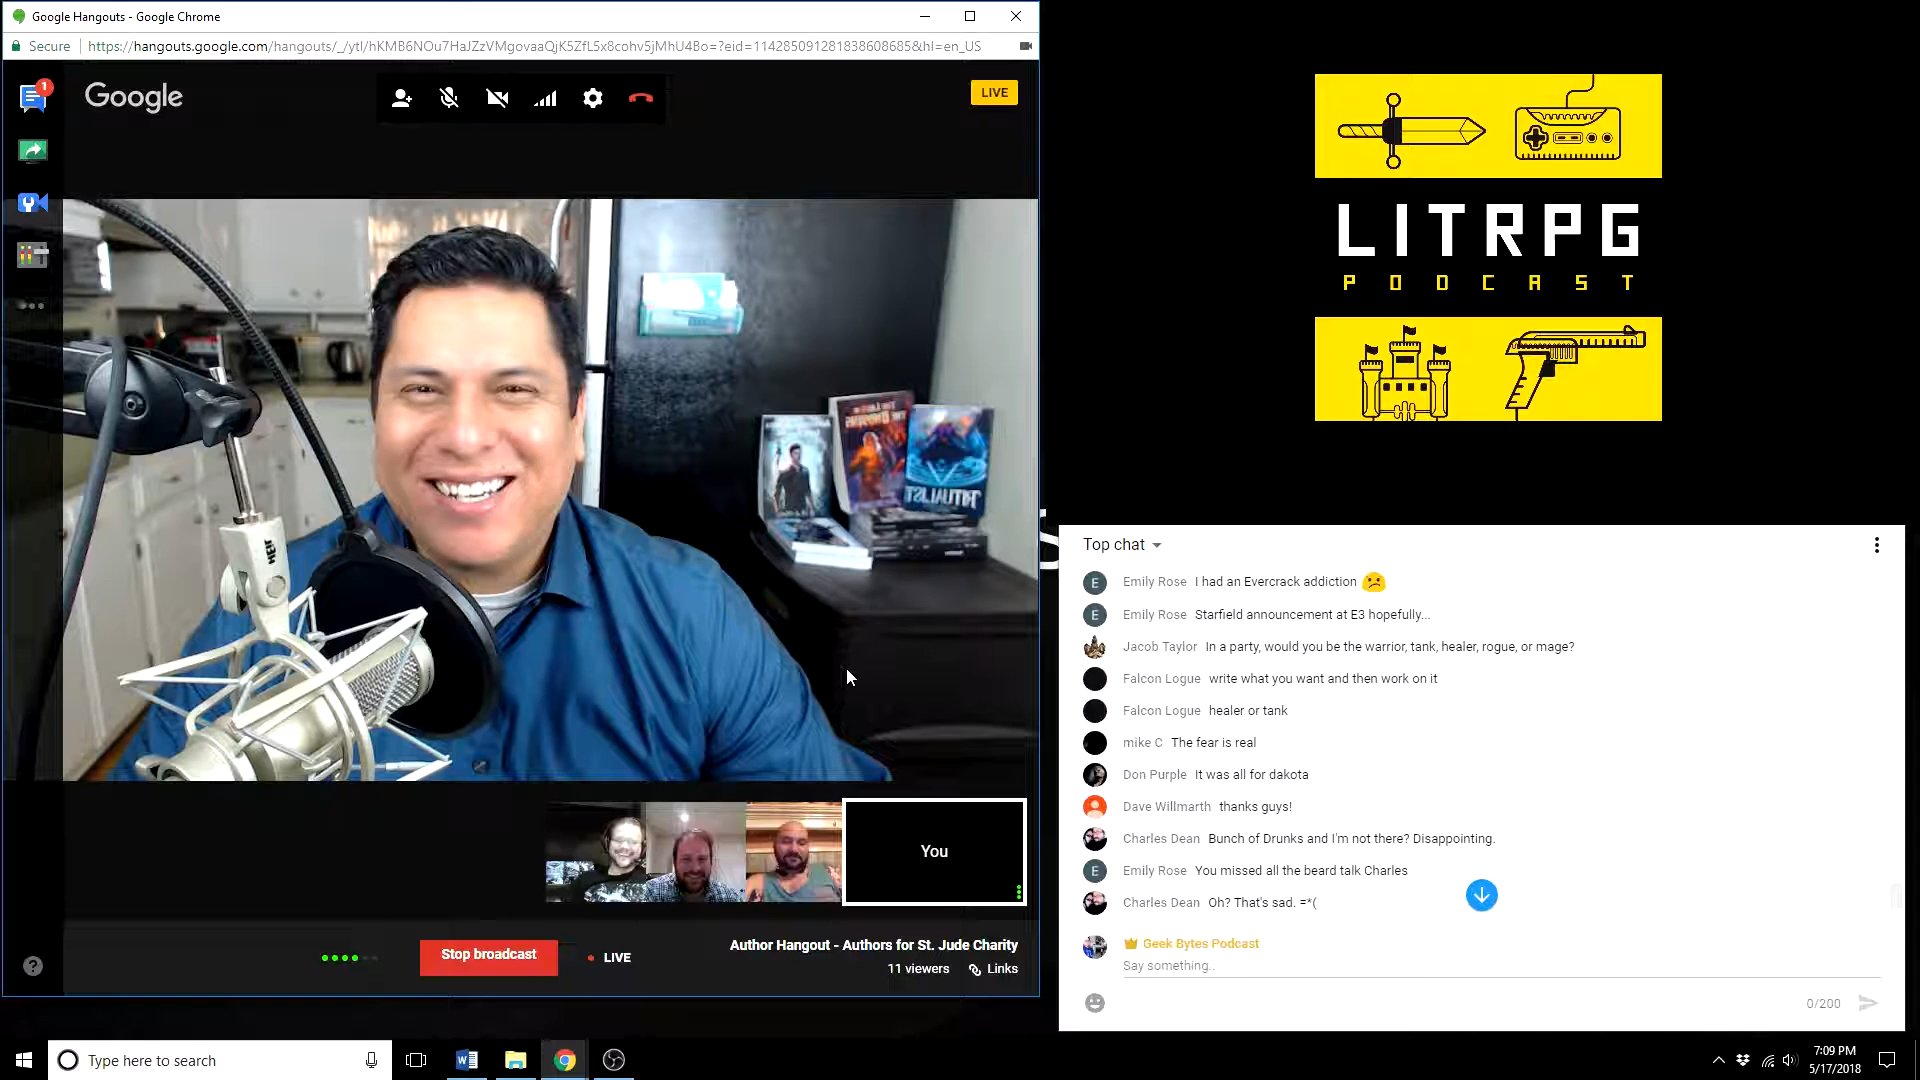 Google Hangouts - Google Chrome
Secure
https://hangouts.google.com/hangouts/_/ytl/hKMB6NOu7HaJZzVMgovaaQjK5ZfL5x8cohv5jMhU4Bo=?eid=114285091281838608685&hl=en_US
1
Google
LIVE
HEIL
You
Stop broadcast
LIVE
Author Hangout - Authors for St. Jude Charity
11 viewers
Links
LITRPG
PODCAST
Top chat
E Emily Rose I had an Evercrack addiction
E Emily Rose Starfield announcement at E3 hopefully...
Jacob Taylor In a party, would you be the warrior, tank, healer, rogue, or mage?
Falcon Logue write what you want and then work on it
Falcon Logue healer or tank
mike C The fear is real
Don Purple It was all for dakota
Dave Willmarth thanks guys!
Charles Dean Bunch of Drunks and I'm not there? Disappointing.
E Emily Rose You missed all the beard talk Charles
Charles Dean Oh? That's sad. =*(
Geek Bytes Podcast
Say something..
0/200
Type here to search
7:09 PM
5/17/2018